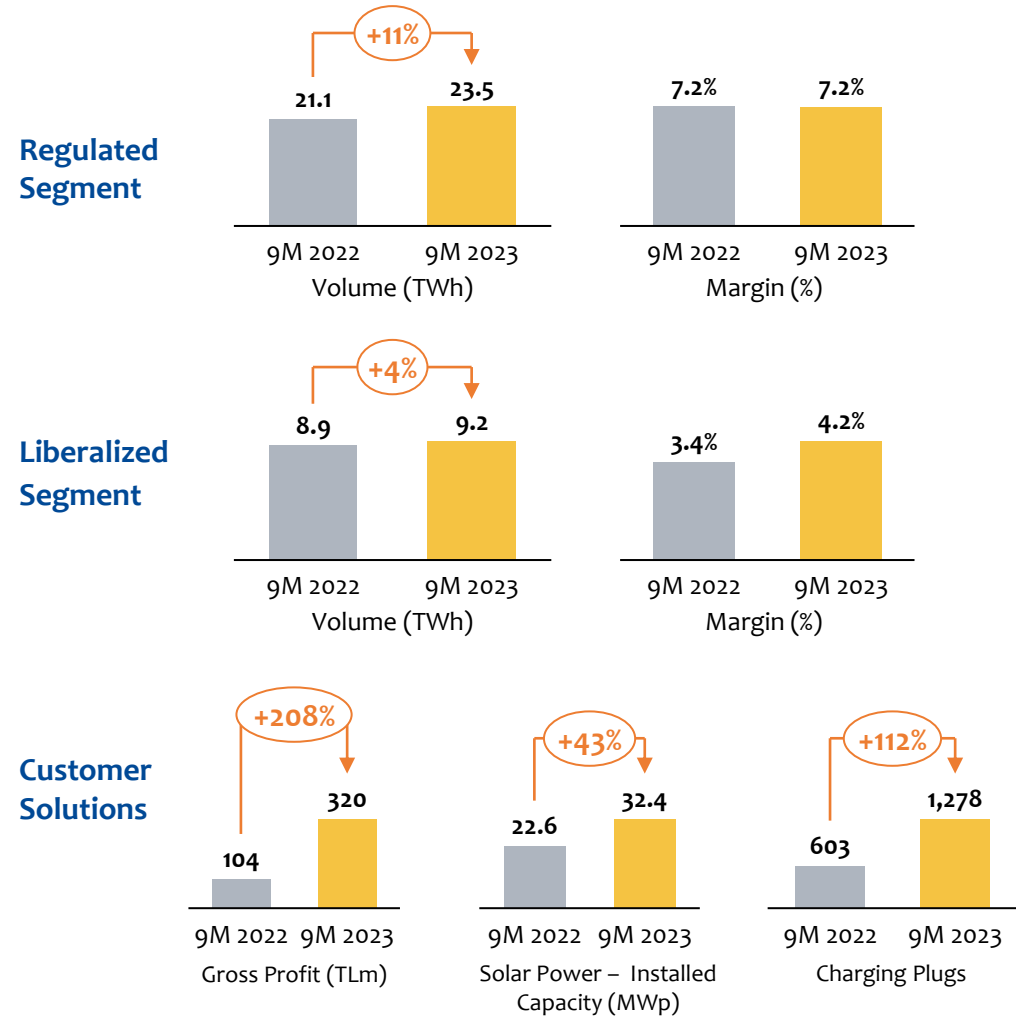 +11%
21.1
23.5
7.2%
7.2%
Regulated
Segment
9M 2022
9M 2023
9M 2022
9M 2023
Volume (TWh)
Margin (%)
+4%
8.9
9.2
3.4%
4.2%
Liberalized
Segment
9M 2022
9M 2023
9M 2022
9M 2023
Volume (TWh)
Margin (%)
+208%
+43%
+112%
Customer
Solutions
104
320
22.6
32.4
603
1,278
9M 2022
9M 2023
9M 2022
9M 2023
9M 2022
9M 2023
Gross Profit (TLm)
Solar Power – Installed
Capacity (MWp)
Charging Plugs